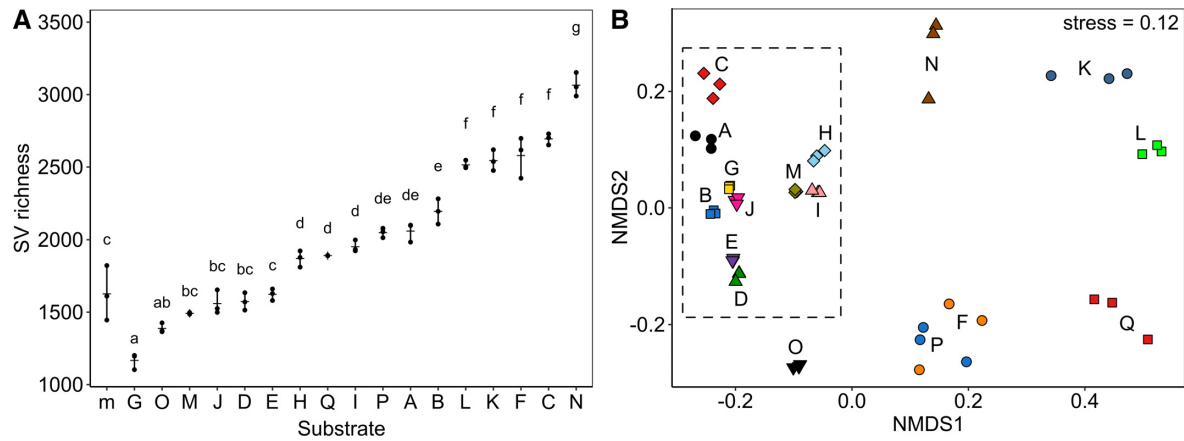 A
3500
3000
2500
2000
1500
1000
SV richness
c a ab bc bc bc c d d d de de e f f f f g
m G O M J D E H Q I P A B L K F C N
Substrate
B
stress = 0.12
C
N
K
A
H
L
G
M
B
J
I
E
D
F
P
Q
O
0.2
0.0
-0.2
NMDS2
-0.2 0.0 0.2 0.4
NMDS1